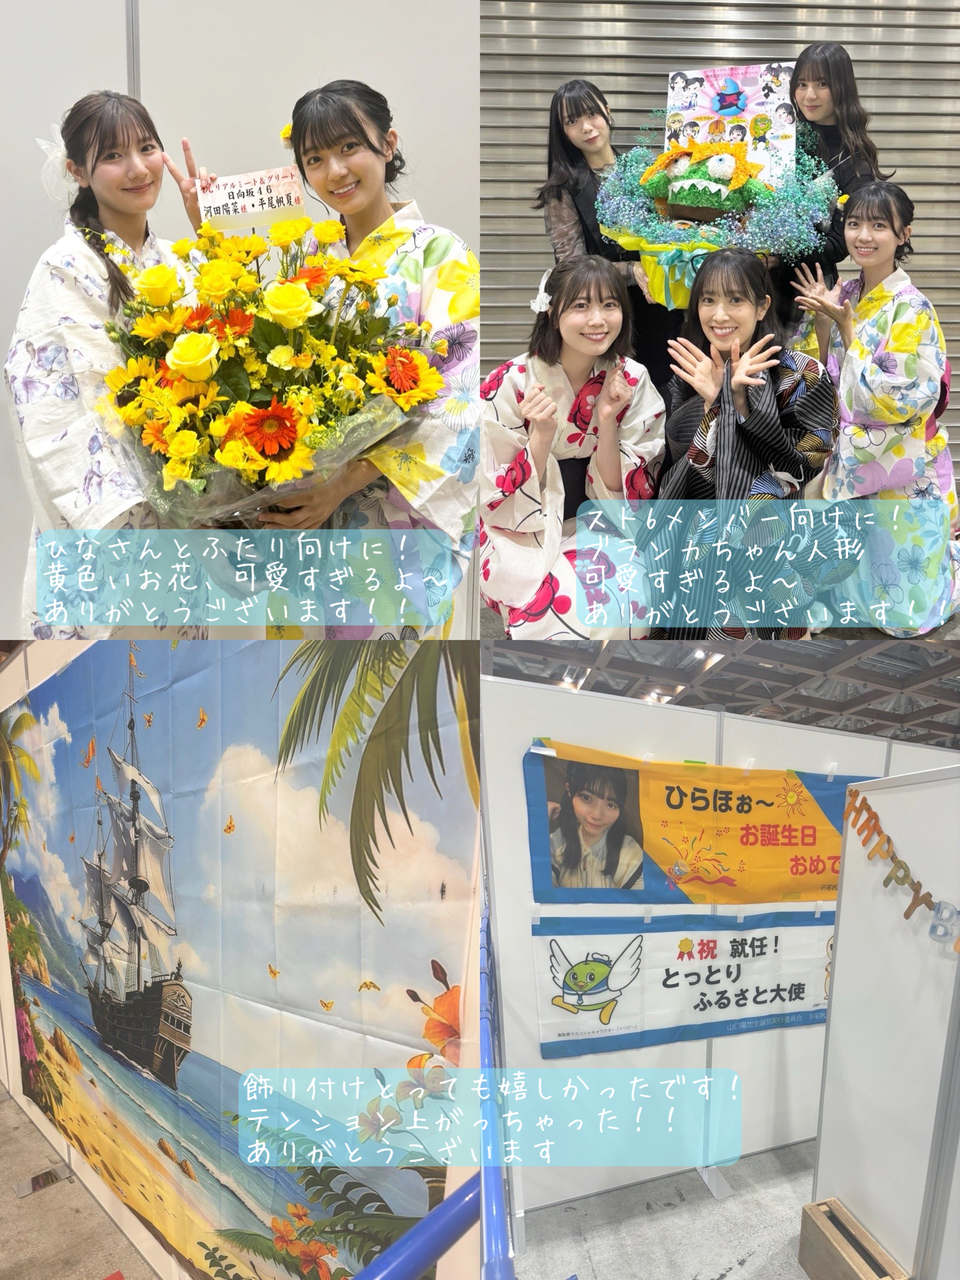 祝リアルミート&グリート
日向坂46
河田陽菜様・平尾帆夏様
ひなさんとふたり向けに！
黄色いお花、可愛すぎるよ〜
ありがとうございます！！
スト6メンバー向けに！
ブランカちゃん人形
可愛すぎるよ〜
ありがとうございます！！
ひらほぉ〜
お誕生日
おめで
祝 就任！
とっとり
ふるさと大使
HAPPY B
飾り付けとっても嬉しかったです！
テンション上がっちゃった！！
ありがとうございます